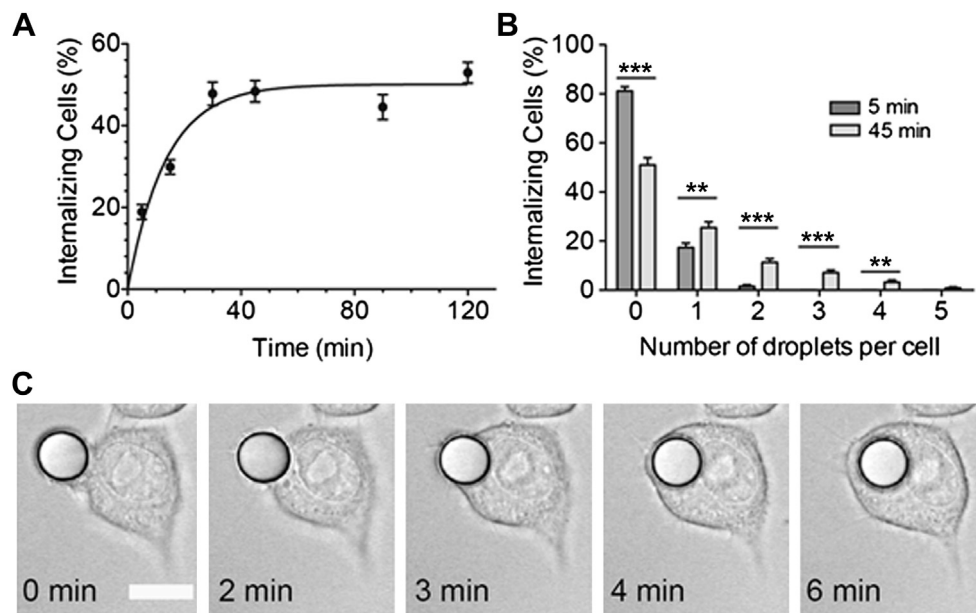 A
Internalizing Cells (%)
60
40
20
0
0 40 80 120
Time (min)
B
Internalizing Cells (%)
100
80
60
40
20
0
***
**
***
***
**
5 min
45 min
0 1 2 3 4 5
Number of droplets per cell
C
0 min
2 min
3 min
4 min
6 min